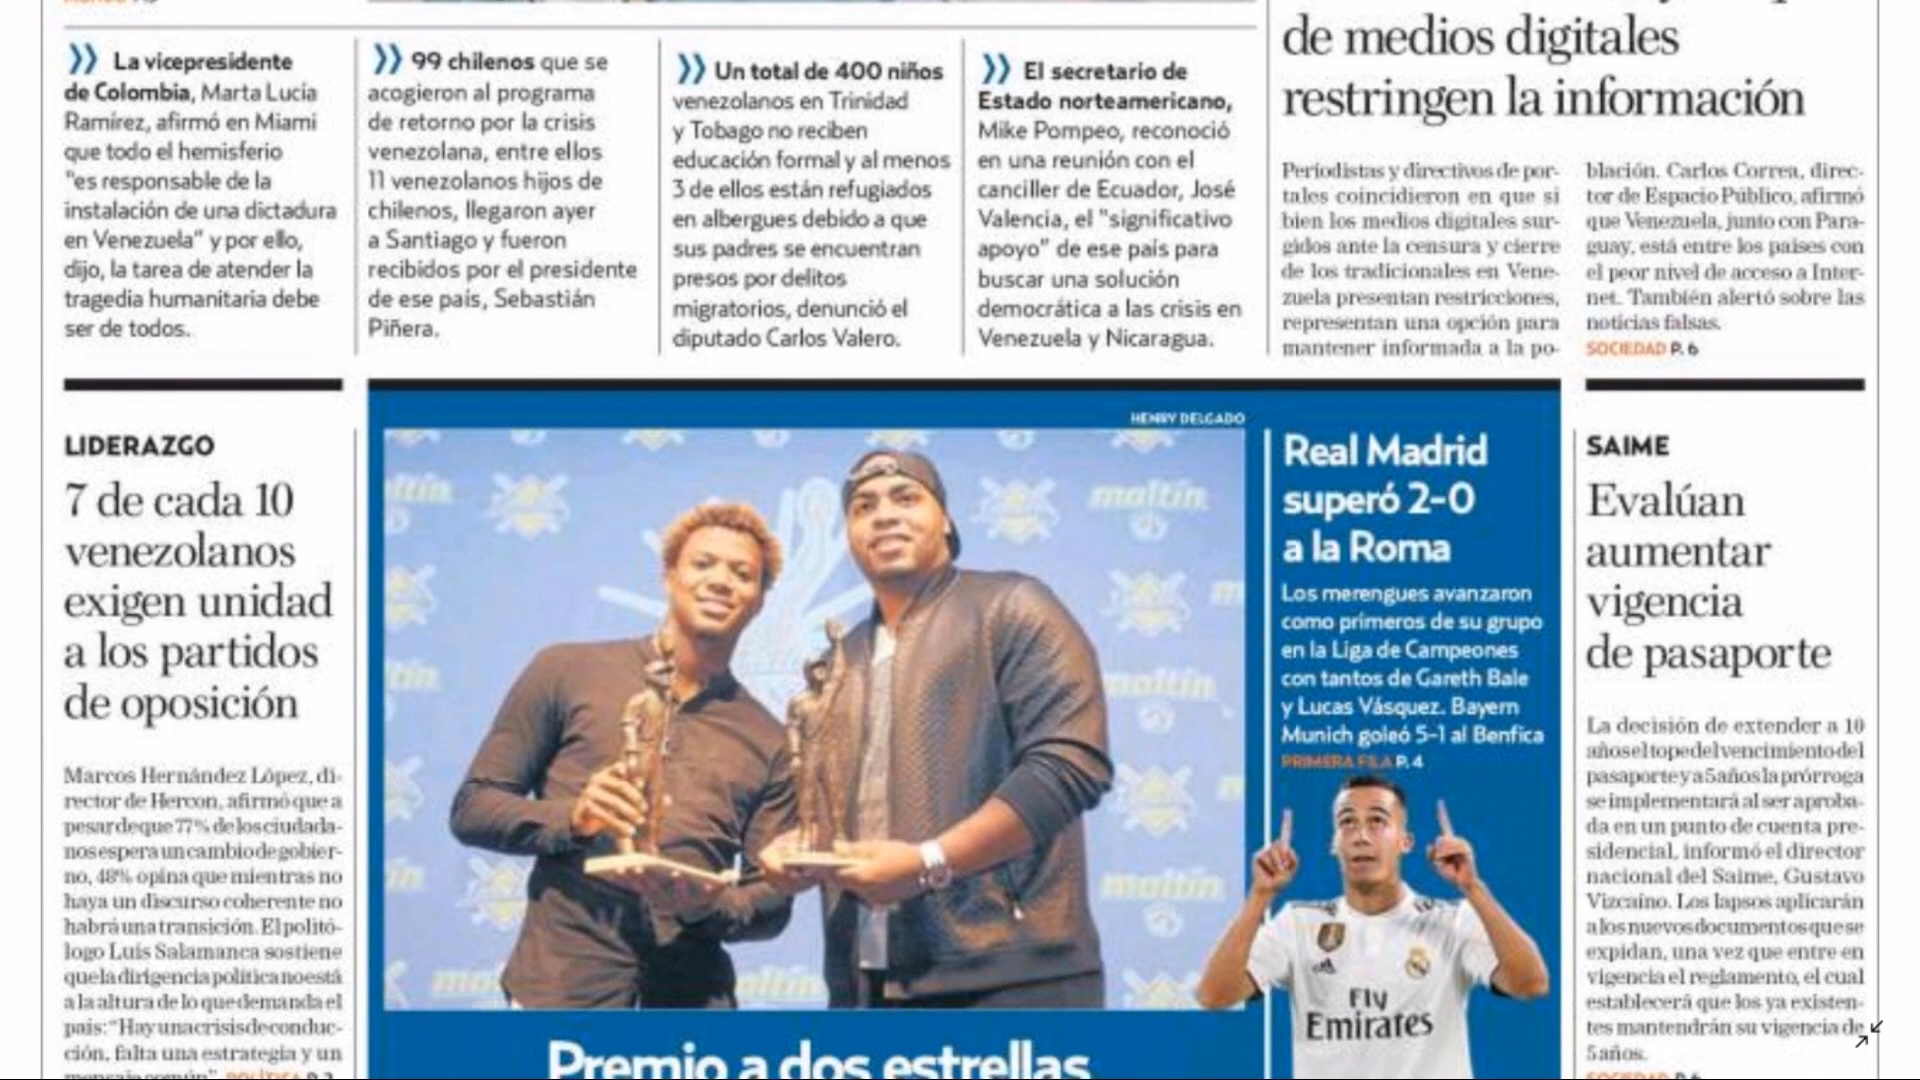 La vicepresidente
de Colombia, Marta Lucía
Ramírez, afirmó en Miami
que todo el hemisferio
"es responsable de la
instalación de una dictadura
en Venezuela" y por ello,
dijo, la tarea de atender la
tragedia humanitaria debe
ser de todos.
99 chilenos que se
acogieron al programa
de retorno por la crisis
venezolana, entre ellos
11 venezolanos hijos de
chilenos, llegaron ayer
a Santiago y fueron
recibidos por el presidente
de ese país, Sebastián
Piñera.
Un total de 400 niños
venezolanos en Trinidad
y Tobago no reciben
educación formal y al menos
3 de ellos están refugiados
en albergues debido a que
sus padres se encuentran
presos por delitos
migratorios, denunció el
diputado Carlos Valero.
El secretario de
Estado norteamericano,
Mike Pompeo, reconoció
en una reunión con el
canciller de Ecuador, José
Valencia, el "significativo
apoyo" de ese país para
buscar una solución
democrática a las crisis en
Venezuela y Nicaragua.
de medios digitales
restringen la información
Periodistas y directivos de por-
tales coincidieron en que si
bien los medios digitales sur-
gidos ante la censura y cierre
de los tradicionales en Vene-
zuela presentan restricciones,
representan una opción para
mantener informada a la po-
blación. Carlos Correa, direc-
tor de Espacio Público, afirmó
que Venezuela, junto con Para-
guay, está entre los países con
el peor nivel de acceso a Inter-
net. También alertó sobre las
noticias falsas.
SOCIEDAD P. 6
LIDERAZGO
7 de cada 10
venezolanos
exigen unidad
a los partidos
de oposición
Marcos Hernández López, di-
rector de Hercon, afirmó que a
pesar de que 77% de los ciudada-
nos espera un cambio de gobier-
no, 48% opina que mientras no
haya un discurso coherente no
habrá una transición. El politó-
logo Luis Salamanca sostiene
que la dirigencia política no está
a la altura de lo que demanda el
país: "Hay una crisis de conduc-
ción, falta una estrategia y un
mensaje común". POLÍTICA P. 3
HENRY DELGADO
maltín
maltín
maltín
maltín
Premio a dos estrellas
Real Madrid
superó 2-0
a la Roma
Los merengues avanzaron
como primeros de su grupo
en la Liga de Campeones
con tantos de Gareth Bale
y Lucas Vásquez. Bayern
Munich goleó 5-1 al Benfica
PRIMERA FILA P. 4
Fly
Emirates
SAIME
Evalúan
aumentar
vigencia
de pasaporte
La decisión de extender a 10
años el tope del vencimiento del
pasaporte y a 5 años la prórroga
se implementará al ser aproba-
da en un punto de cuenta pre-
sidencial, informó el director
nacional del Saime, Gustavo
Vizcaíno. Los lapsos aplicarán
a los nuevos documentos que se
expidan, una vez que entre en
vigencia el reglamento, el cual
establecerá que los ya existen-
tes mantendrán su vigencia de
5 años.
SOCIEDAD P. 6